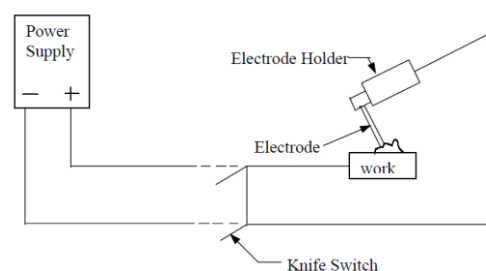 Power
Supply
− +
Electrode Holder
Electrode
work
Knife Switch